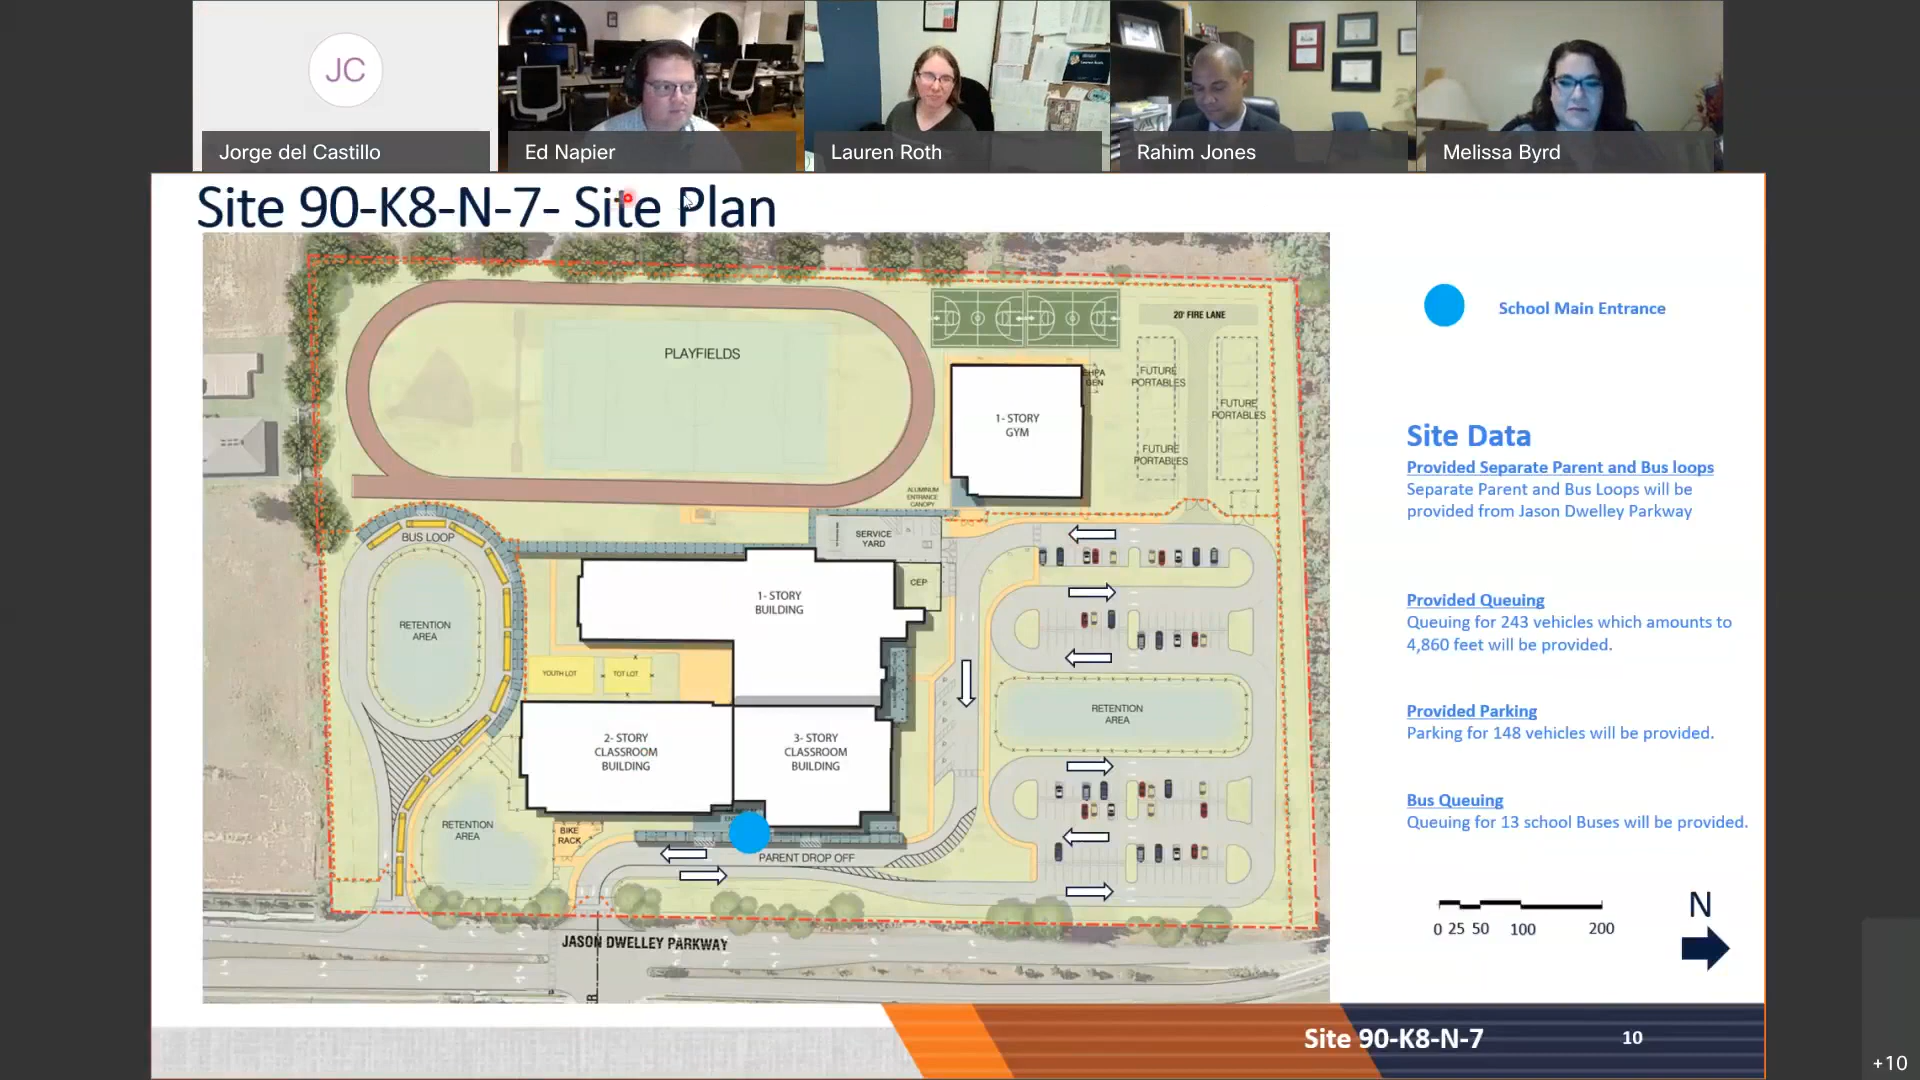 JC
Jorge del Castillo
Ed Napier
Lauren Roth
Rahim Jones
Melissa Byrd
Site 90-K8-N-7- Site Plan
PLAYFIELDS
20' FIRE LANE
FUTURE
PORTABLES
FUTURE
PORTABLES
FUTURE
PORTABLES
EHPA
GEN
1- STORY
GYM
ALUMINUM
ENTRANCE
CANOPY
SERVICE
YARD
BUS LOOP
CEP
1- STORY
BUILDING
RETENTION
AREA
YOUTH LOT
TOT LOT
RETENTION
AREA
2- STORY
CLASSROOM
BUILDING
3- STORY
CLASSROOM
BUILDING
RETENTION
AREA
BIKE
RACK
PARENT DROP OFF
JASON DWELLEY PARKWAY
School Main Entrance
Site Data
Provided Separate Parent and Bus loops
Separate Parent and Bus Loops will be
provided from Jason Dwelley Parkway
Provided Queuing
Queuing for 243 vehicles which amounts to
4,860 feet will be provided.
Provided Parking
Parking for 148 vehicles will be provided.
Bus Queuing
Queuing for 13 school Buses will be provided.
N
0 25 50 100 200
Site 90-K8-N-7
10
+10